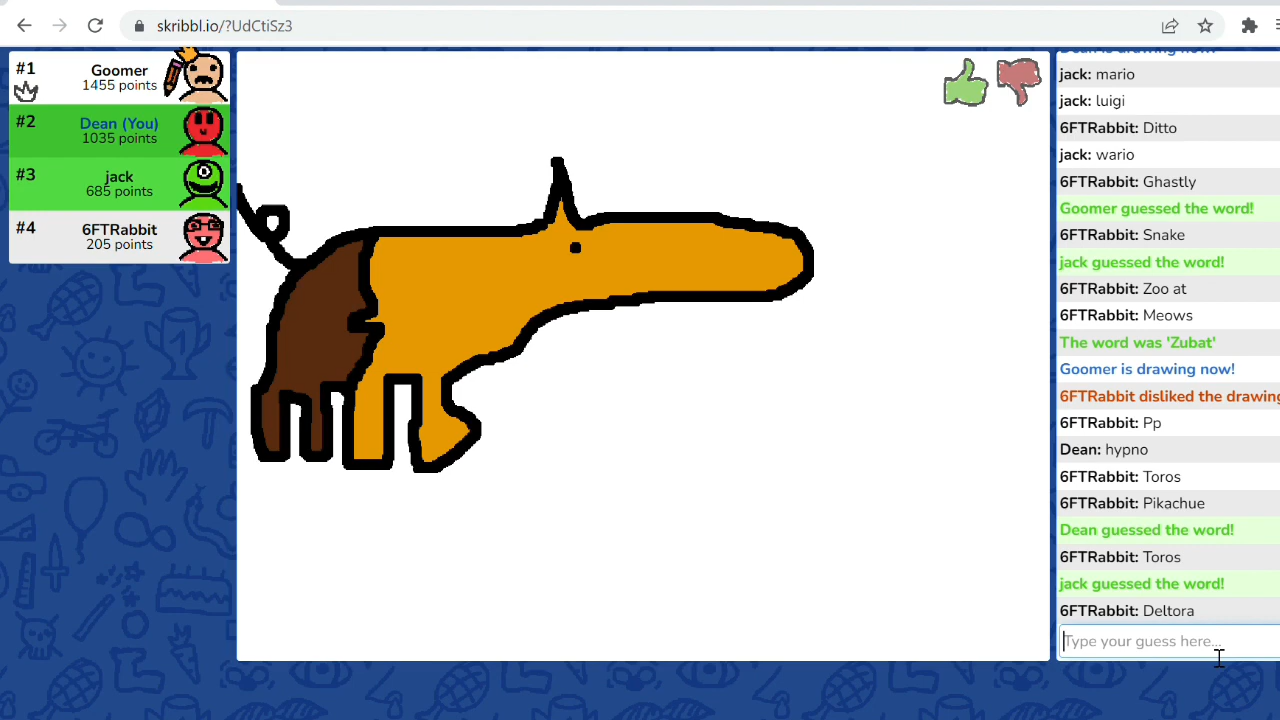 skribbl.io/?UdCtiSz3
#1
Goomer
1455 points
#2
Dean (You)
1035 points
#3
jack
685 points
#4
6FTRabbit
205 points
Dean is drawing now!
jack: mario
jack: luigi
6FTRabbit: Ditto
jack: wario
6FTRabbit: Ghastly
Goomer guessed the word!
6FTRabbit: Snake
jack guessed the word!
6FTRabbit: Zoo at
6FTRabbit: Meows
The word was 'Zubat'
Goomer is drawing now!
6FTRabbit disliked the drawing
6FTRabbit: Pp
Dean: hypno
6FTRabbit: Toros
6FTRabbit: Pikachue
Dean guessed the word!
6FTRabbit: Toros
jack guessed the word!
6FTRabbit: Deltora
Type your guess here...